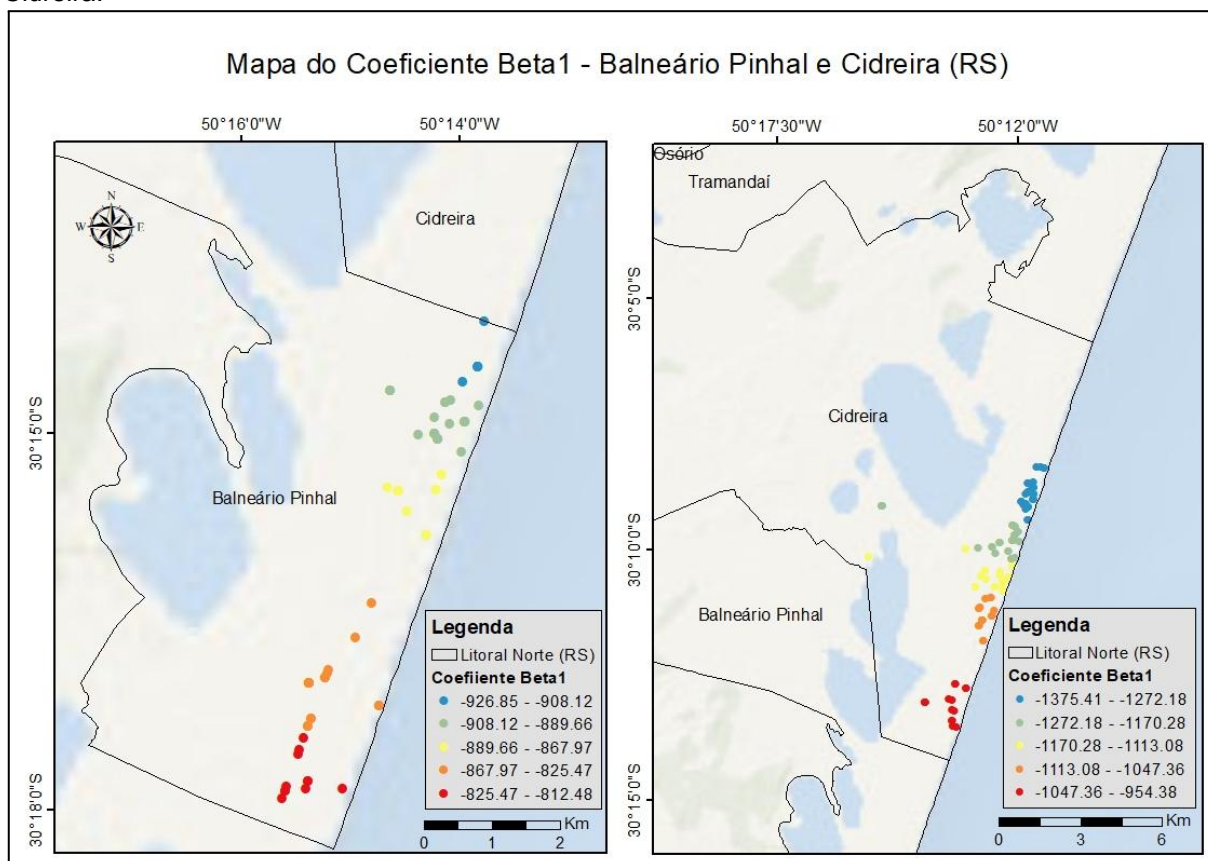 Cidreira.
Mapa do Coeficiente Beta1 - Balneário Pinhal e Cidreira (RS)
50°16'0"W
50°14'0"W
N
W
E
S
Cidreira
30°15'0"S
Balneário Pinhal
30°18'0"S
Legenda
Litoral Norte (RS)
Coefiiente Beta1
-926.85 - -908.12
-908.12 - -889.66
-889.66 - -867.97
-867.97 - -825.47
-825.47 - -812.48
Km
0 1 2
50°17'30"W
50°12'0"W
Osório
Tramandaí
30°5'0"S
Cidreira
30°10'0"S
Balneário Pinhal
30°15'0"S
Legenda
Litoral Norte (RS)
Coeficiente Beta1
-1375.41 - -1272.18
-1272.18 - -1170.28
-1170.28 - -1113.08
-1113.08 - -1047.36
-1047.36 - -954.38
Km
0 3 6